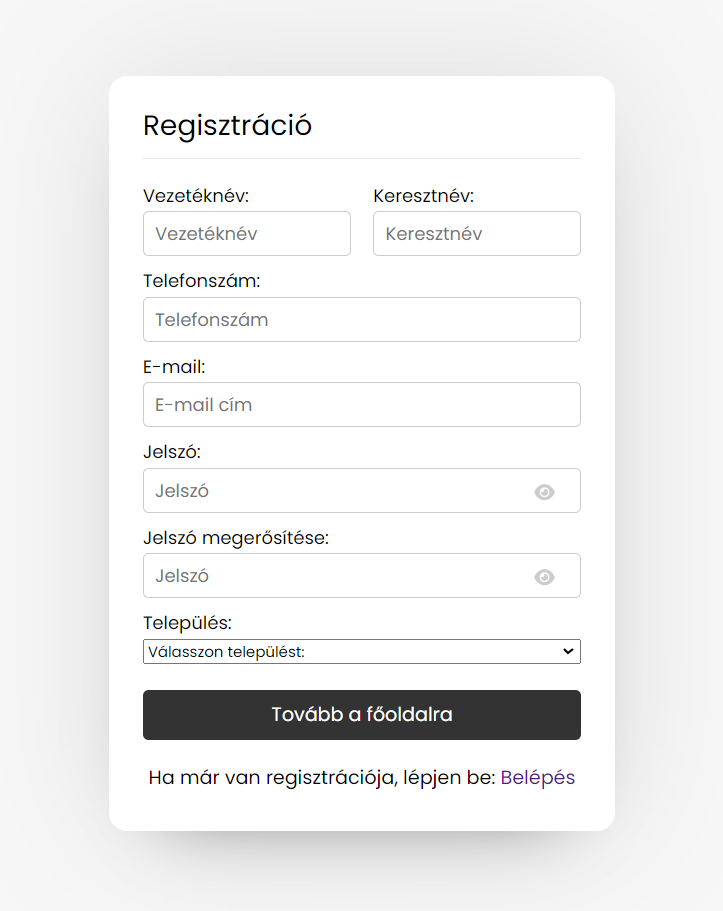 Regisztráció
Vezetéknév: Keresztnév:
Vezetéknév Keresztnév
Telefonszám:
Telefonszám
E-mail:
E-mail cím
Jelszó:
Jelszó
Jelszó megerősítése:
Jelszó
Település:
Válasszon települést:
Tovább a főoldalra
Ha már van regisztrációja, lépjen be: Belépés